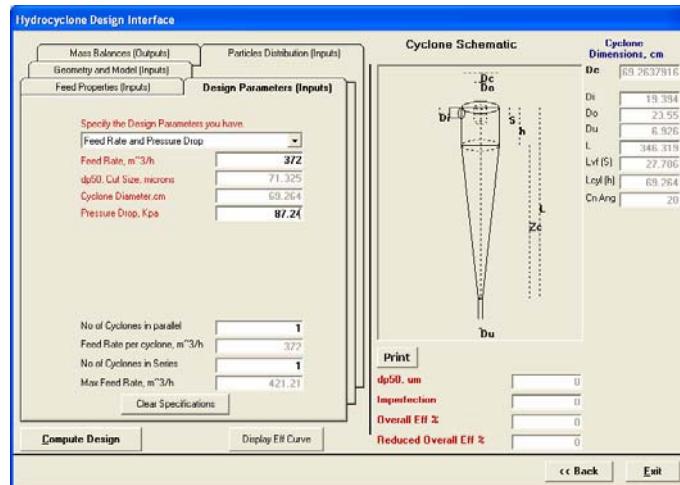 Hydrocyclone Design Interface
Mass Balances (Outputs)
Particles Distribution (Inputs)
Geometry and Model (Inputs)
Feed Properties (Inputs)
Design Parameters (Inputs)
Specify the Design Parameters you have.
Feed Rate and Pressure Drop
Feed Rate, m^3/h 372
dp50, Cut Size, microns 71.325
Cyclone Diameter.cm 69.264
Pressure Drop, Kpa 87.24
No of Cyclones in parallel 1
Feed Rate per cyclone, m^3/h 372
No of Cyclones in Series 1
Max Feed Rate, m^3/h 421.21
Clear Specifications
Compute Design
Display Eff Curve
Cyclone Schematic
Dc
Do
Di
S
h
L
Zc
Du
Print
dp50, um 0
Imperfection 0
Overall Eff % 0
Reduced Overall Eff % 0
Cyclone
Dimensions, cm
Dc 69.2637916
Di 19.394
Do 23.55
Du 6.926
L 346.319
Lvf (S) 27.706
Lcyl (h) 69.264
Cn Ang 20
<< Back
Exit